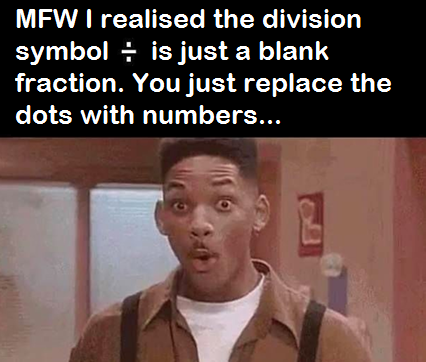 MFW I realised the division
symbol ÷ is just a blank
fraction. You just replace the
dots with numbers...